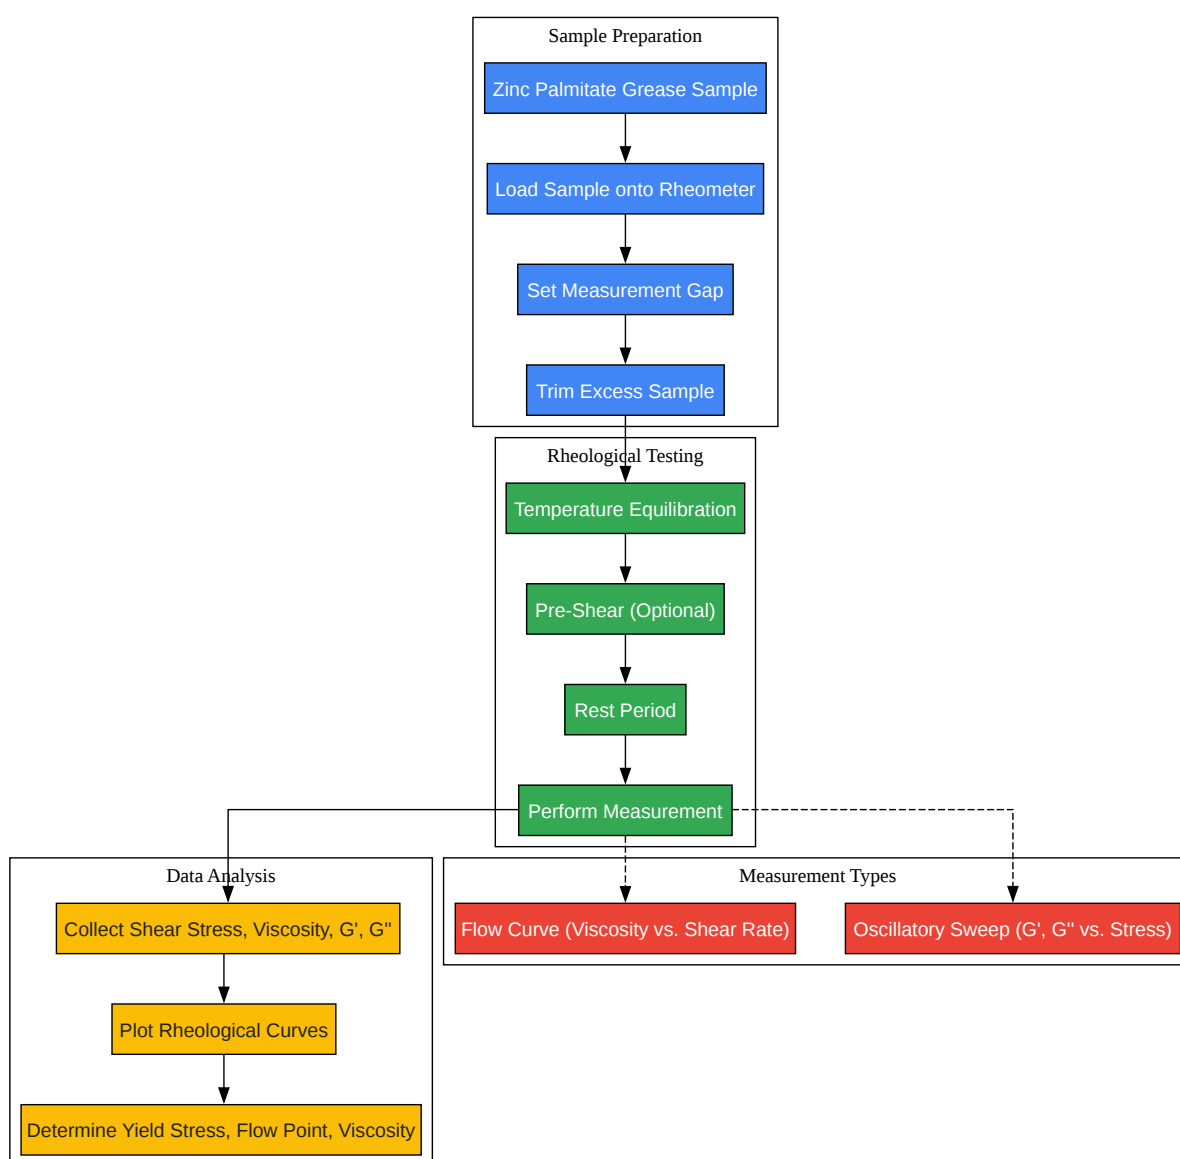 Sample Preparation
Zinc Palmitate Grease Sample
Load Sample onto Rheometer
Set Measurement Gap
Trim Excess Sample
Rheological Testing
Temperature Equilibration
Pre-Shear (Optional)
Rest Period
Perform Measurement
Data Analysis
Collect Shear Stress, Viscosity, G', G''
Plot Rheological Curves
Determine Yield Stress, Flow Point, Viscosity
Measurement Types
Flow Curve (Viscosity vs. Shear Rate)
Oscillatory Sweep (G', G'' vs. Stress)